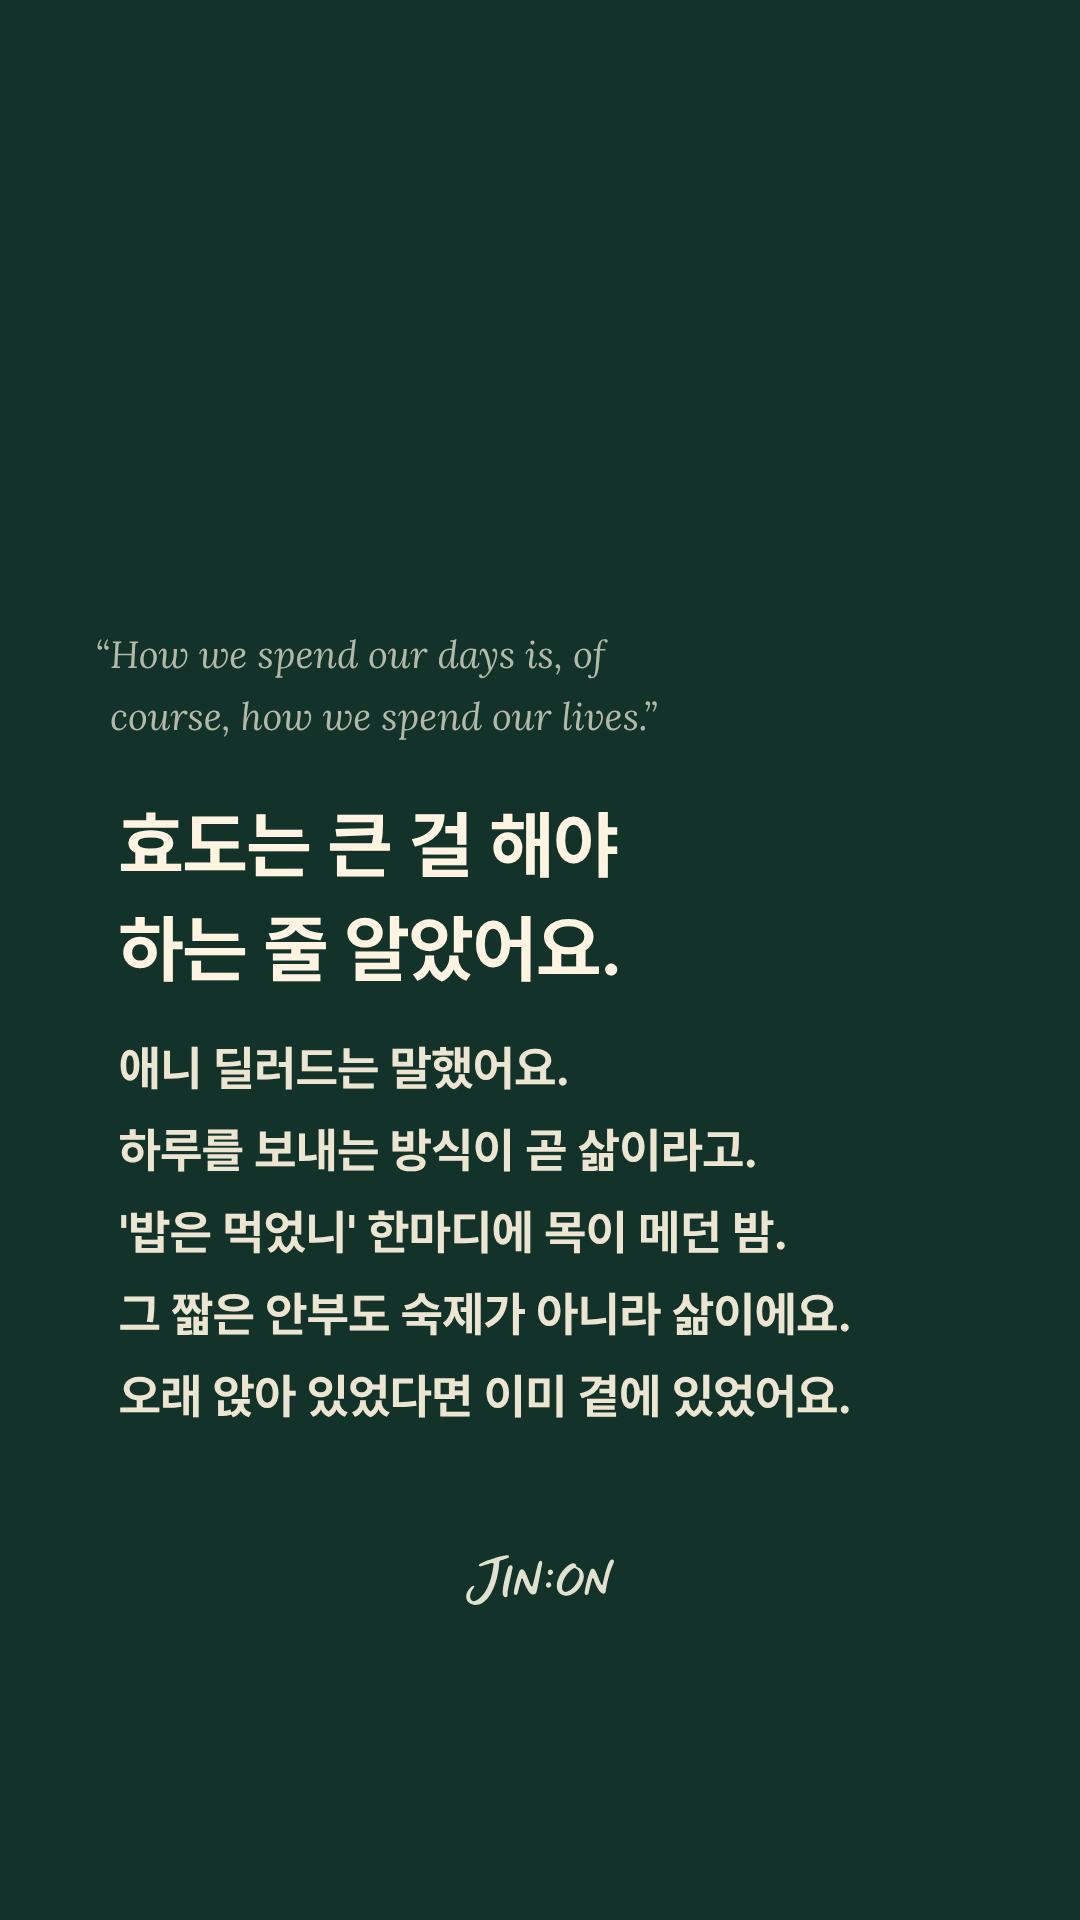 “How we spend our days is, of
course, how we spend our lives.”
효도는 큰 걸 해야
하는 줄 알았어요.
애니 딜러드는 말했어요.
하루를 보내는 방식이 곧 삶이라고.
'밥은 먹었니' 한마디에 목이 메던 밤.
그 짧은 안부도 숙제가 아니라 삶이에요.
오래 앉아 있었다면 이미 곁에 있었어요.
JIN:ON